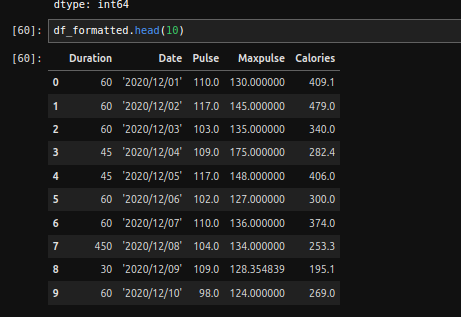 dtype: int64
[60]: df_formatted.head(10)
[60]: Duration Date Pulse Maxpulse Calories
0 60 '2020/12/01' 110.0 130.000000 409.1
1 60 '2020/12/02' 117.0 145.000000 479.0
2 60 '2020/12/03' 103.0 135.000000 340.0
3 45 '2020/12/04' 109.0 175.000000 282.4
4 45 '2020/12/05' 117.0 148.000000 406.0
5 60 '2020/12/06' 102.0 127.000000 300.0
6 60 '2020/12/07' 110.0 136.000000 374.0
7 450 '2020/12/08' 104.0 134.000000 253.3
8 30 '2020/12/09' 109.0 128.354839 195.1
9 60 '2020/12/10' 98.0 124.000000 269.0